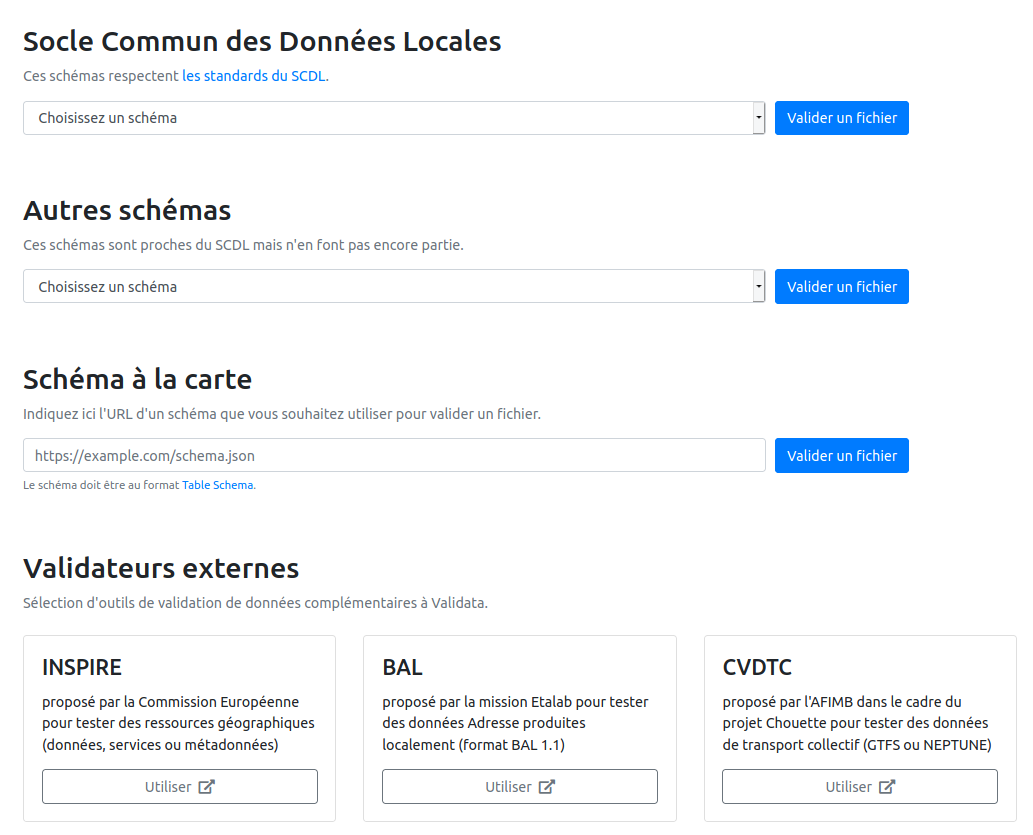 Socle Commun des Données Locales
Ces schémas respectent les standards du SCDL.
Choisissez un schéma
Valider un fichier
Autres schémas
Ces schémas sont proches du SCDL mais n'en font pas encore partie.
Choisissez un schéma
Valider un fichier
Schéma à la carte
Indiquez ici l'URL d'un schéma que vous souhaitez utiliser pour valider un fichier.
https://example.com/schema.json
Valider un fichier
Le schéma doit être au format Table Schema.
Validateurs externes
Sélection d'outils de validation de données complémentaires à Validata.
INSPIRE
proposé par la Commission Européenne
pour tester des ressources géographiques
(données, services ou métadonnées)
Utiliser
BAL
proposé par la mission Etalab pour tester
des données Adresse produites
localement (format BAL 1.1)
Utiliser
CVDTC
proposé par l'AFIMB dans le cadre du
projet Chouette pour tester des données
de transport collectif (GTFS ou NEPTUNE)
Utiliser